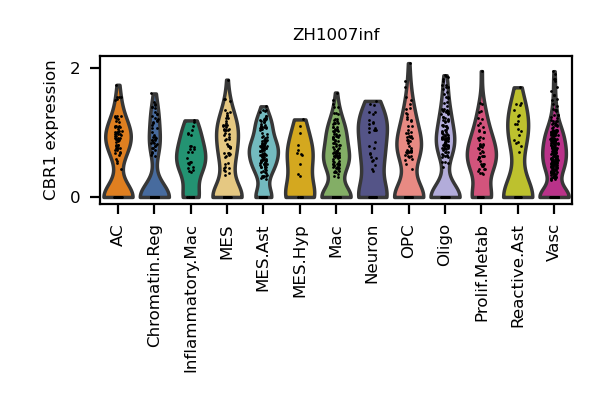 ZH1007inf
CBR1 expression
2
0
AC
Chromatin.Reg
Inflammatory.Mac
MES
MES.Ast
MES.Hyp
Mac
Neuron
OPC
Oligo
Prolif.Metab
Reactive.Ast
Vasc